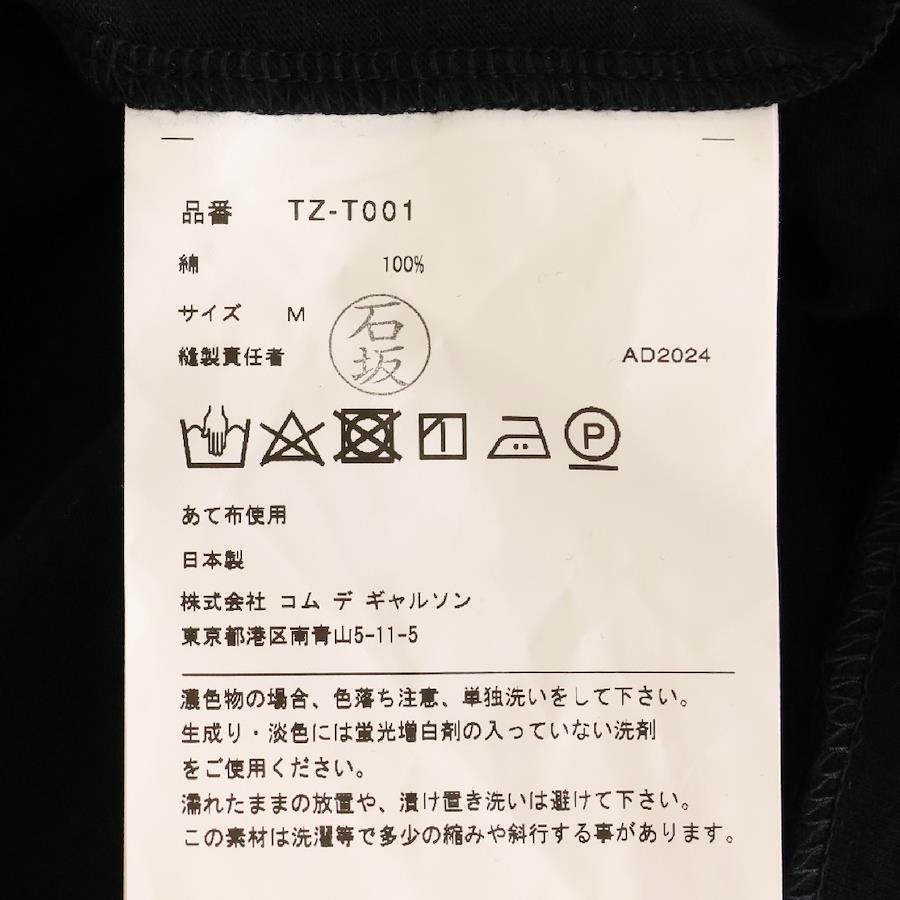 品番 TZ-T001
綿 100%
サイズ M
石坂
縫製責任者 AD2024
P
あて布使用
日本製
株式会社 コム デ ギャルソン
東京都港区南青山5-11-5
濃色物の場合、色落ち注意、単独洗いをして下さい。
生成り・淡色には蛍光増白剤の入っていない洗剤
をご使用ください。
濡れたままの放置や、漬け置き洗いは避けて下さい。
この素材は洗濯等で多少の縮みや斜行する事があります。